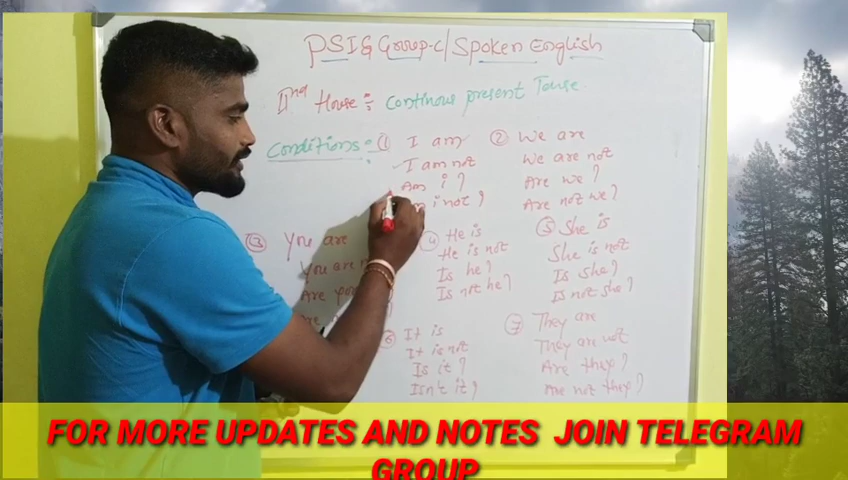 PSI & Group-C/Spoken English
IInd House÷ continous present Tense.
Conditions:- ① I am
I am not
Am i ?
i not ?
② We are
We are not
Are we ?
Are not we ?
③ You are
You are
Are you
Are
④ He is
He is not
Is he ?
Is not he ?
⑤ She is
She is not
Is she ?
Is not she ?
⑥ It is
It is not
Is it ?
Isn't it ?
⑦ They are
They are not
Are they ?
Are not they ?
FOR MORE UPDATES AND NOTES JOIN TELEGRAM
GROUP